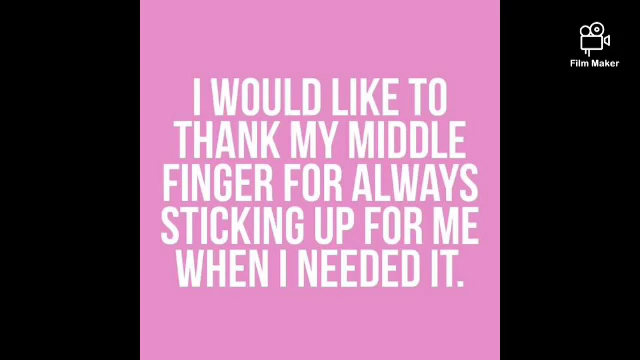 I WOULD LIKE TO
THANK MY MIDDLE
FINGER FOR ALWAYS
STICKING UP FOR ME
WHEN I NEEDED IT.
Film Maker